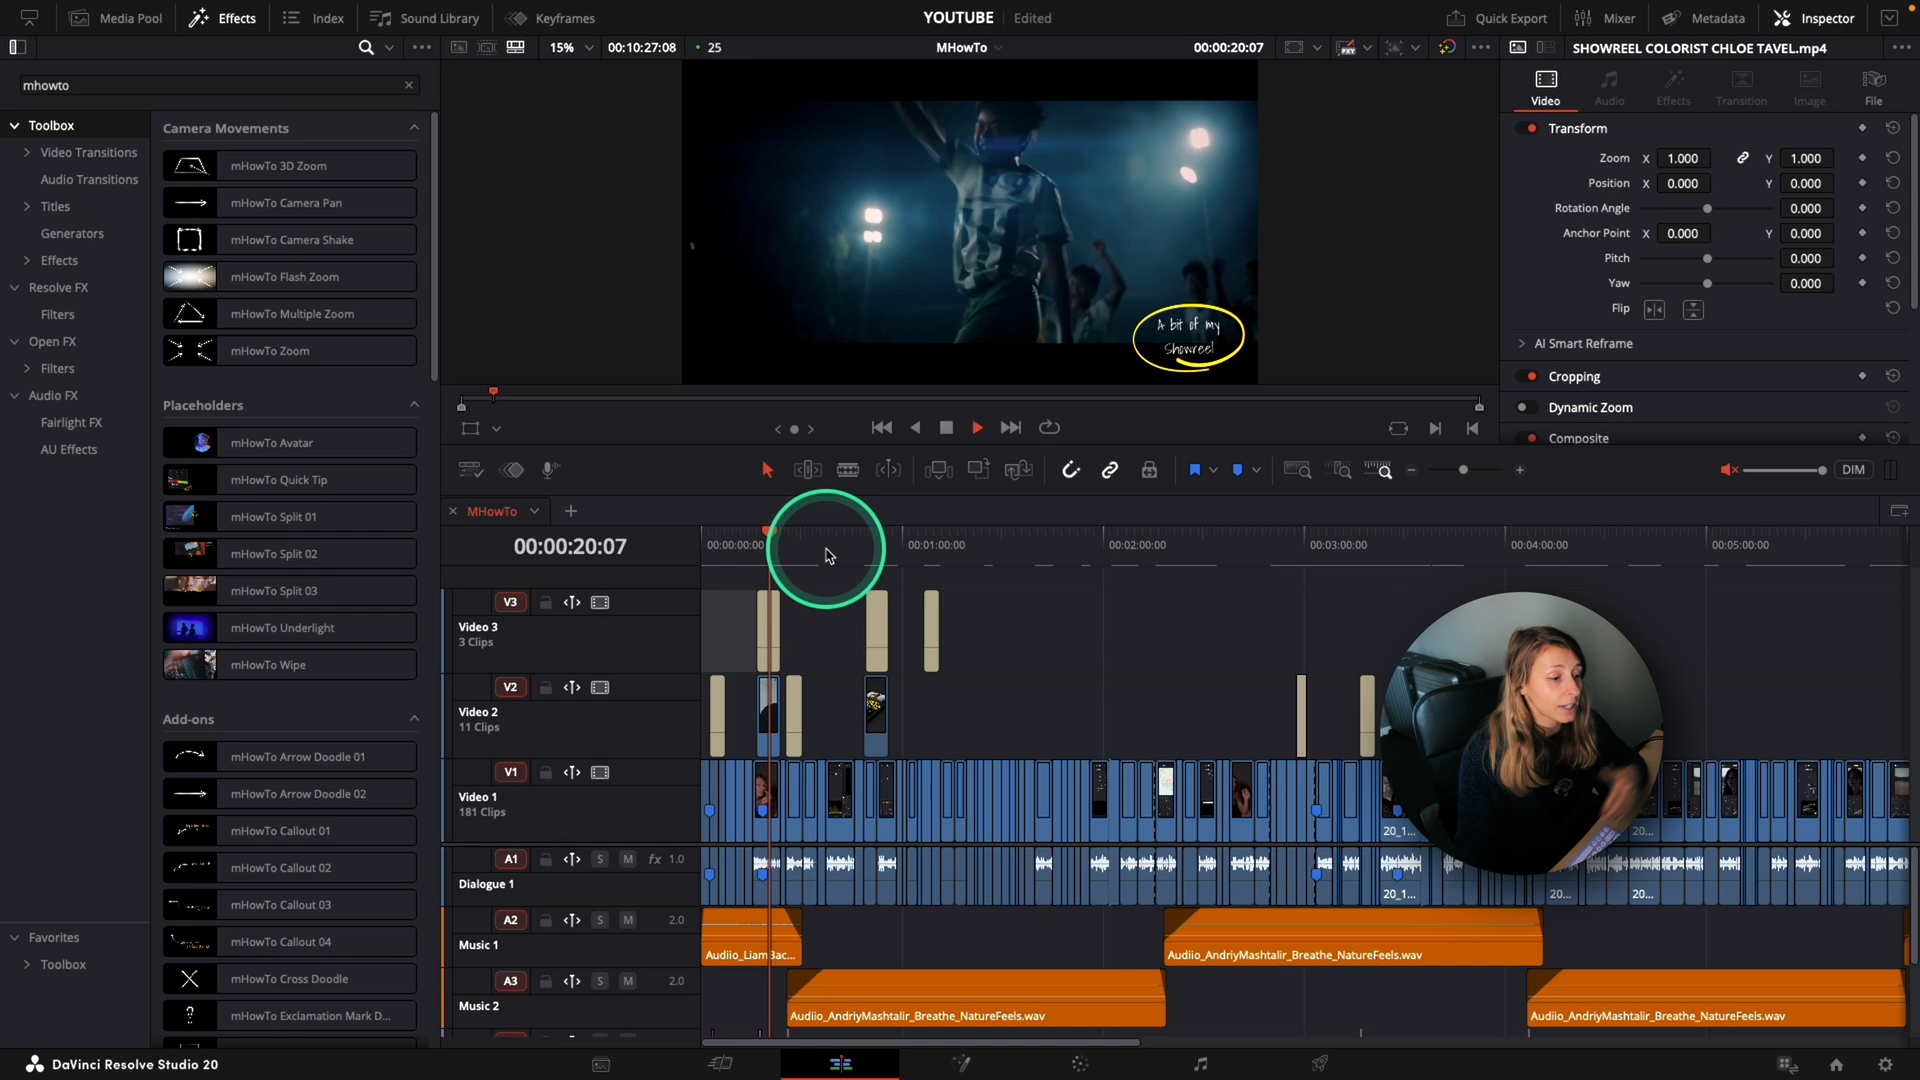 Media Pool
Effects
Index
Sound Library
Keyframes
YOUTUBE
Edited
Quick Export
Mixer
Metadata
Inspector
15%
00:10:27:08
25
MHowTo
00:00:20:07
SHOWREEL COLORIST CHLOE TAVEL.mp4
mhowto
Toolbox
Video Transitions
Audio Transitions
Titles
Generators
Effects
Resolve FX
Filters
Open FX
Filters
Audio FX
Fairlight FX
AU Effects
Favorites
Toolbox
Camera Movements
mHowTo 3D Zoom
mHowTo Camera Pan
mHowTo Camera Shake
mHowTo Flash Zoom
mHowTo Multiple Zoom
mHowTo Zoom
Placeholders
mHowTo Avatar
mHowTo Quick Tip
mHowTo Split 01
mHowTo Split 02
mHowTo Split 03
mHowTo Underlight
mHowTo Wipe
Add-ons
mHowTo Arrow Doodle 01
mHowTo Arrow Doodle 02
mHowTo Callout 01
mHowTo Callout 02
mHowTo Callout 03
mHowTo Callout 04
mHowTo Cross Doodle
mHowTo Exclamation Mark D...
A bit of my
Showreel
Video
Audio
Effects
Transition
Image
File
Transform
Zoom X 1.000 Y 1.000
Position X 0.000 Y 0.000
Rotation Angle 0.000
Anchor Point X 0.000 Y 0.000
Pitch 0.000
Yaw 0.000
Flip
AI Smart Reframe
Cropping
Dynamic Zoom
Composite
DIM
MHowTo
00:00:20:07
00:00:00:00
00:01:00:00
00:02:00:00
00:03:00:00
00:04:00:00
00:05:00:00
V3
Video 3
3 Clips
V2
Video 2
11 Clips
V1
Video 1
181 Clips
20_1...
20...
A1 S M fx 1.0
Dialogue 1
20_1...
20...
20...
A2 S M 2.0
Music 1
Audiio_LiamBac...
Audiio_AndriyMashtalir_Breathe_NatureFeels.wav
A3 S M 2.0
Music 2
Audiio_AndriyMashtalir_Breathe_NatureFeels.wav
Audiio_AndriyMashtalir_Breathe_NatureFeels.wav
DaVinci Resolve Studio 20